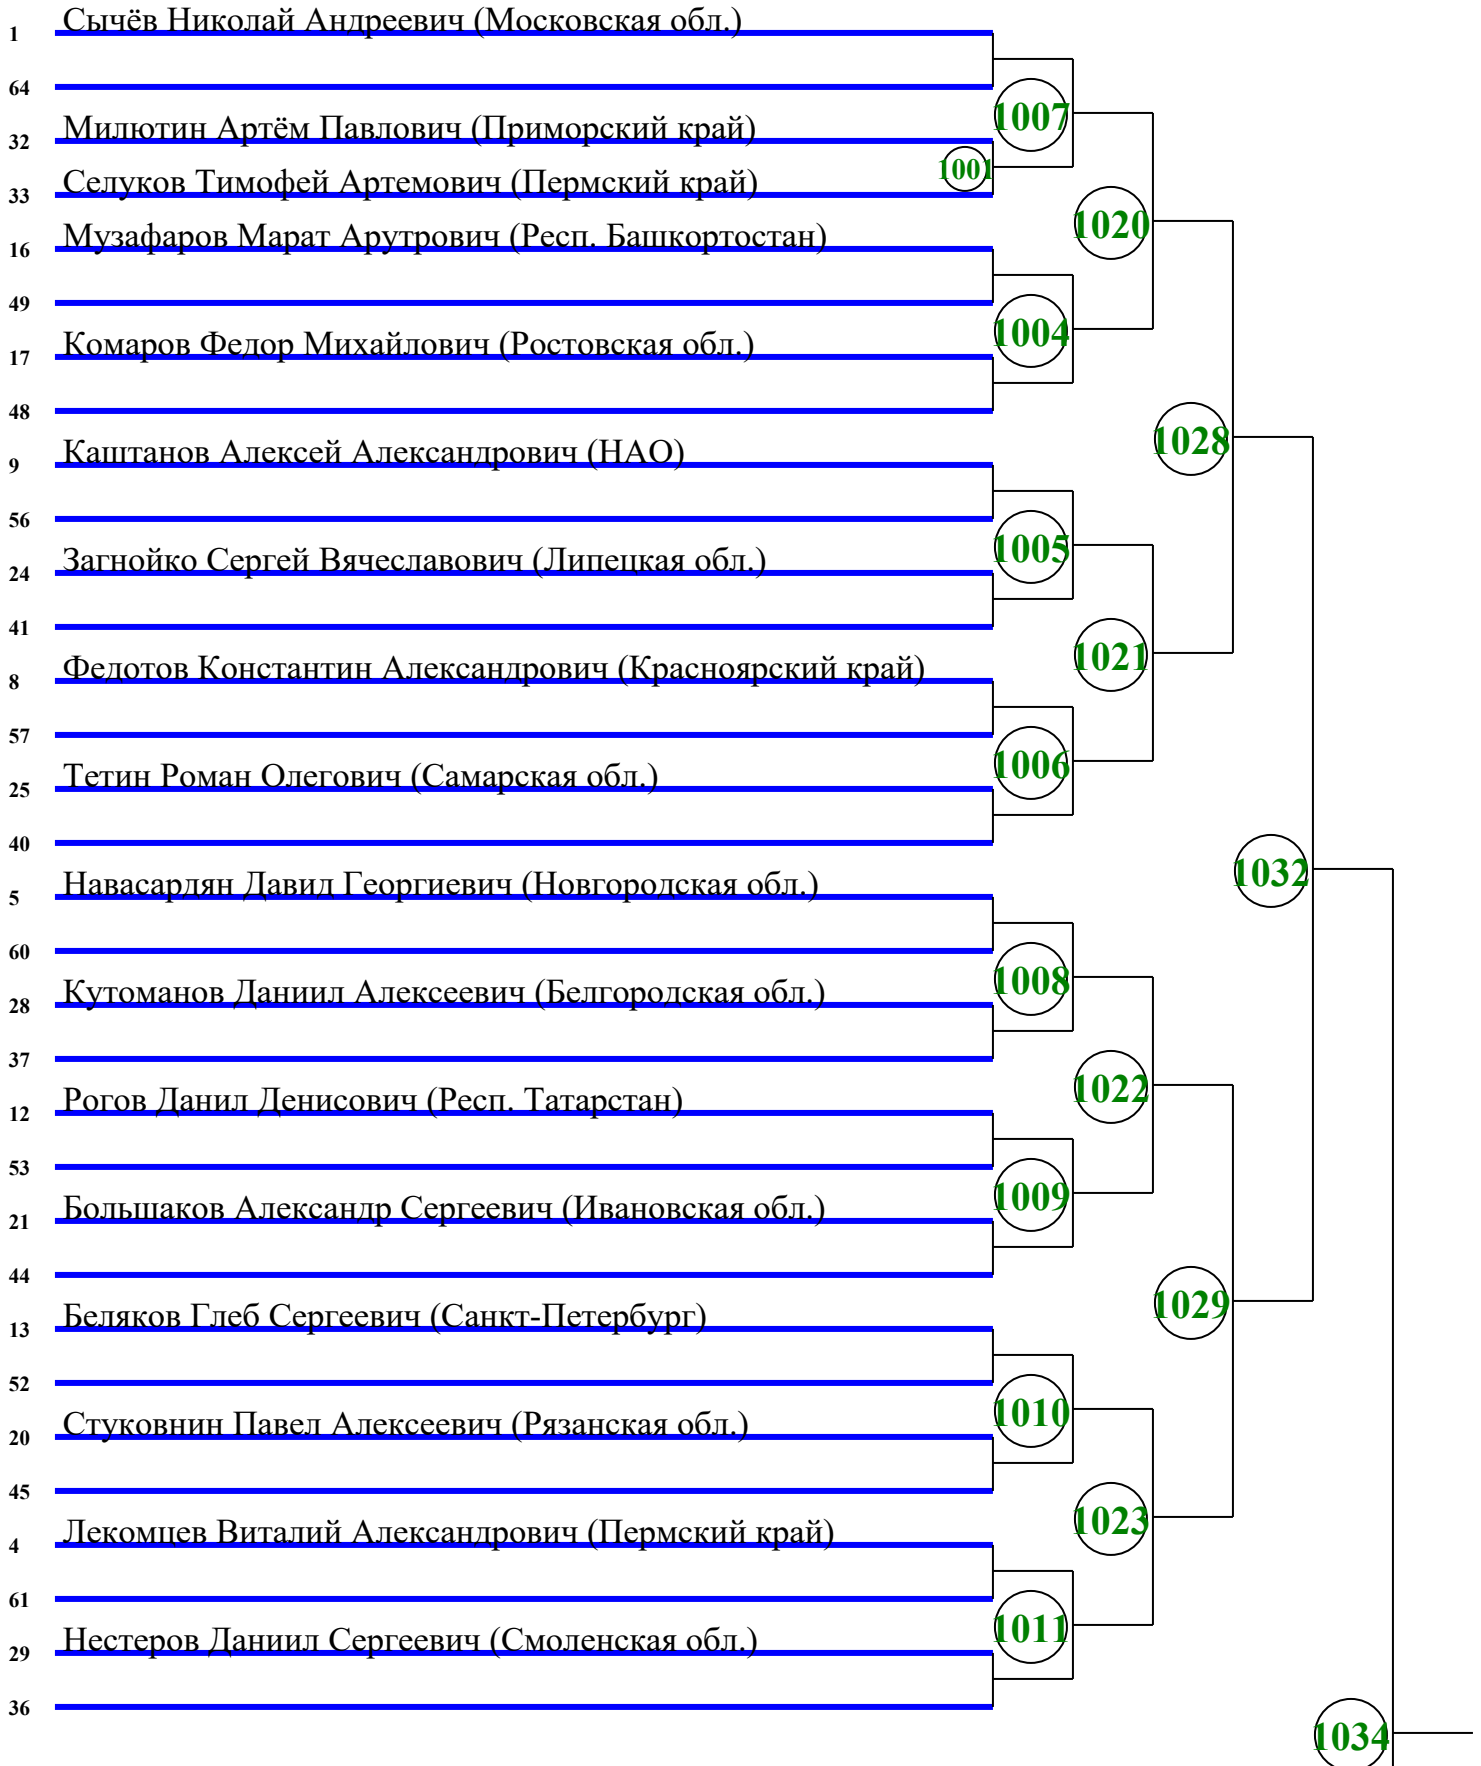 1 Сычёв Николай Андреевич (Московская обл.)
64
32 Милютин Артём Павлович (Приморский край)
33 Селуков Тимофей Артемович (Пермский край)
16 Музафаров Марат Арутрович (Респ. Башкортостан)
49
17 Комаров Федор Михайлович (Ростовская обл.)
48
9 Каштанов Алексей Александрович (НАО)
56
24 Загнойко Сергей Вячеславович (Липецкая обл.)
41
8 Федотов Константин Александрович (Красноярский край)
57
25 Тетин Роман Олегович (Самарская обл.)
40
5 Навасардян Давид Георгиевич (Новгородская обл.)
60
28 Кутоманов Даниил Алексеевич (Белгородская обл.)
37
12 Рогов Данил Денисович (Респ. Татарстан)
53
21 Большаков Александр Сергеевич (Ивановская обл.)
44
13 Беляков Глеб Сергеевич (Санкт-Петербург)
52
20 Стуковнин Павел Алексеевич (Рязанская обл.)
45
4 Лекомцев Виталий Александрович (Пермский край)
61
29 Нестеров Даниил Сергеевич (Смоленская обл.)
36
1001
1007
1004
1005
1006
1008
1009
1010
1011
1020
1021
1022
1023
1028
1029
1032
1034